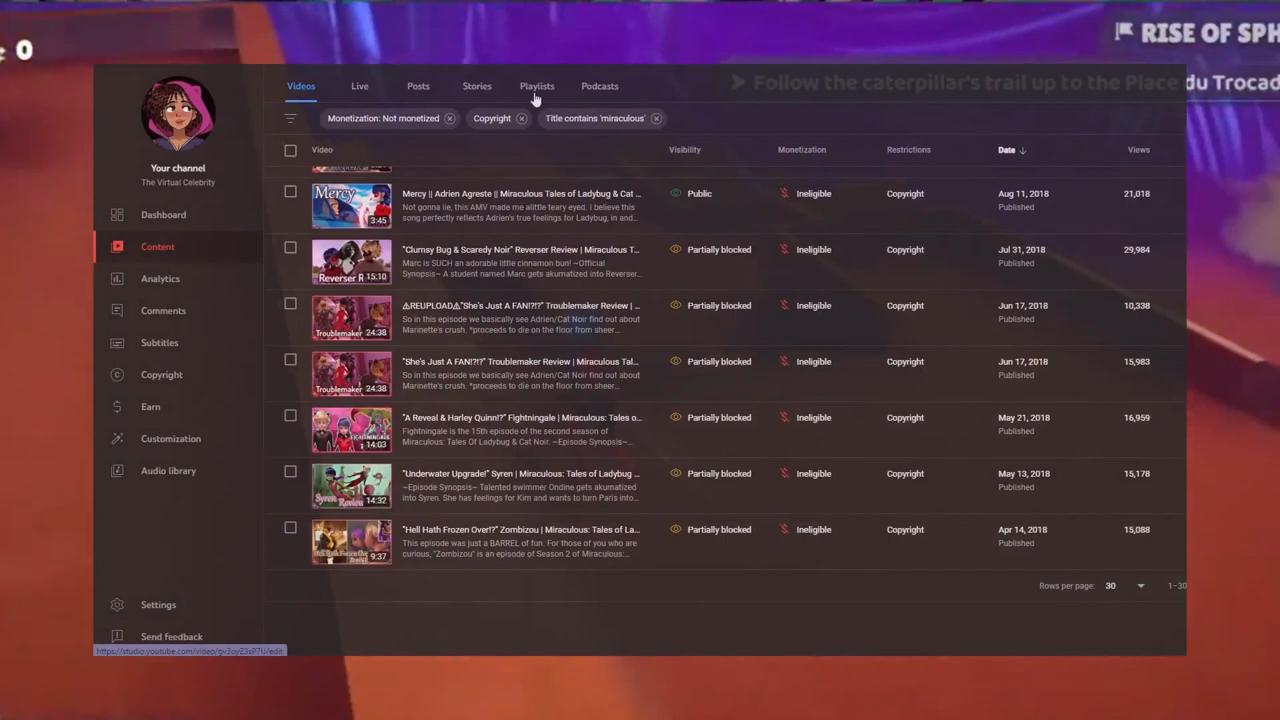 : 0
RISE OF SPH
Follow the caterpillar's trail up to the Place
du Trocad
Videos Live Posts Stories Playlists Podcasts
Monetization: Not monetized Copyright Title contains 'miraculous'
Your channel
The Virtual Celebrity
Dashboard
Content
Analytics
Comments
Subtitles
Copyright
Earn
Customization
Audio library
Settings
Send feedback
https://studio.youtube.com/video/gv3oyZ3sP7U/edit
Video Visibility Monetization Restrictions Date Views
Mercy
3:45
Mercy || Adrien Agreste || Miraculous Tales of Ladybug & Cat ...
Not gonna lie, this AMV made me alittle teary eyed. I believe this
song perfectly reflects Adrien's true feelings for Ladybug, in and...
Public Ineligible Copyright Aug 11, 2018 21,018
Published
Reverser R
15:10
"Clumsy Bug & Scaredy Noir" Reverser Review | Miraculous T...
Marc is SUCH an adorable little cinnamon bun! ~Official
Synopsis~ A student named Marc gets akumatized into Reverser...
Partially blocked Ineligible Copyright Jul 31, 2018 29,984
Published
Troublemaker
24:38
⚠REUPLOAD⚠"She's Just A FAN!?!?" Troublemaker Review | ...
So in this episode we basically see Adrien/Cat Noir find out about
Marinette's crush. *proceeds to die on the floor from sheer...
Partially blocked Ineligible Copyright Jun 17, 2018 10,338
Published
Troublemaker
24:38
"She's Just A FAN!?!?" Troublemaker Review | Miraculous Tal...
So in this episode we basically see Adrien/Cat Noir find out about
Marinette's crush. *proceeds to die on the floor from sheer...
Partially blocked Ineligible Copyright Jun 17, 2018 15,983
Published
FIGHTNINGALE
14:03
"A Reveal & Harley Quinn!?" Fightningale | Miraculous: Tales o...
Fightningale is the 15th episode of the second season of
Miraculous: Tales Of Ladybug & Cat Noir. ~Episode Synopsis~...
Partially blocked Ineligible Copyright May 21, 2018 16,959
Published
Syren Review
14:32
"Underwater Upgrade!" Syren | Miraculous: Tales of Ladybug ...
~Episode Synopsis~ Talented swimmer Ondine gets akumatized
into Syren. She has feelings for Kim and wants to turn Paris into...
Partially blocked Ineligible Copyright May 13, 2018 15,178
Published
9:37
"Hell Hath Frozen Over!?" Zombizou | Miraculous: Tales of La...
This episode was just a BARREL of fun. For those of you who are
curious, "Zombizou" is an episode of Season 2 of Miraculous:...
Partially blocked Ineligible Copyright Apr 14, 2018 15,088
Published
Rows per page: 30 1–30